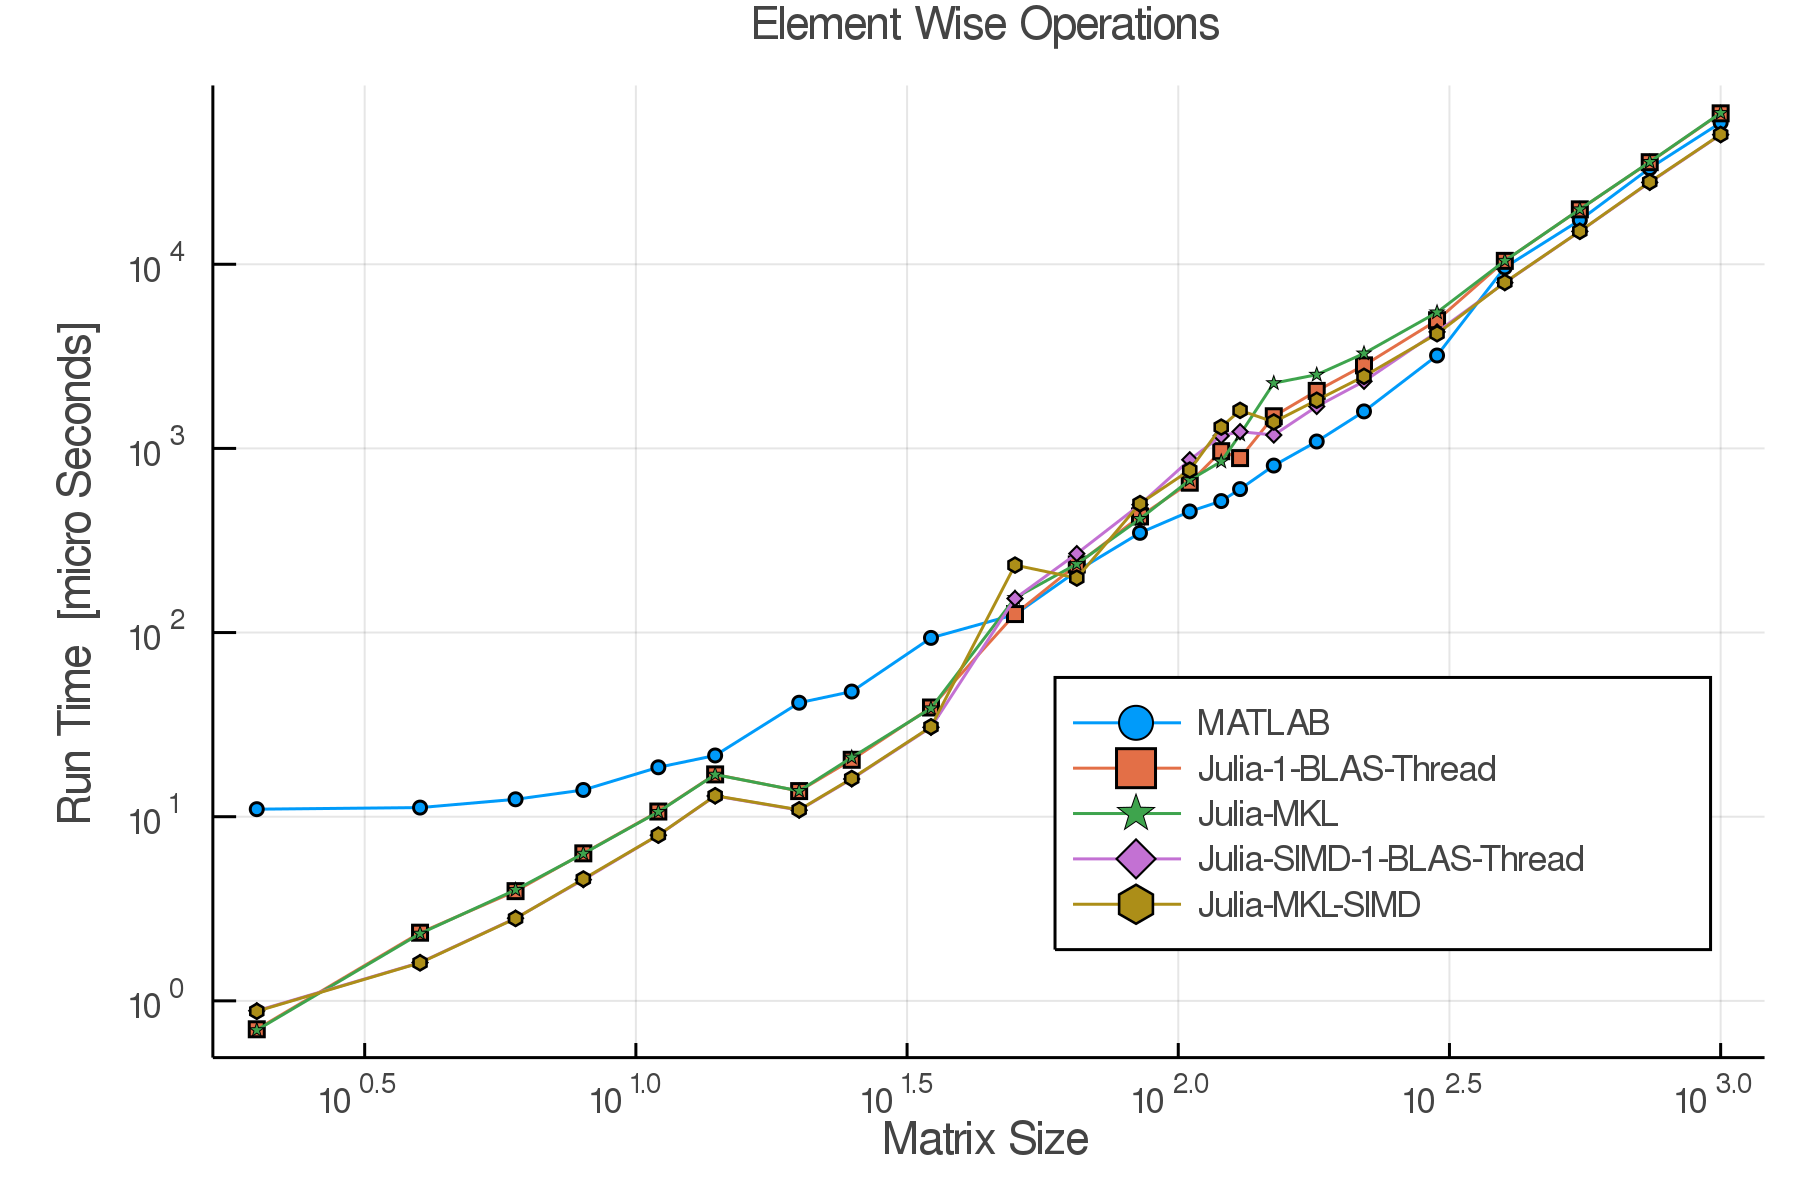 Element Wise Operations
Run Time [micro Seconds]
10^4
10^3
10^2
10^1
10^0
MATLAB
Julia-1-BLAS-Thread
Julia-MKL
Julia-SIMD-1-BLAS-Thread
Julia-MKL-SIMD
10^0.5 10^1.0 10^1.5 10^2.0 10^2.5 10^3.0
Matrix Size